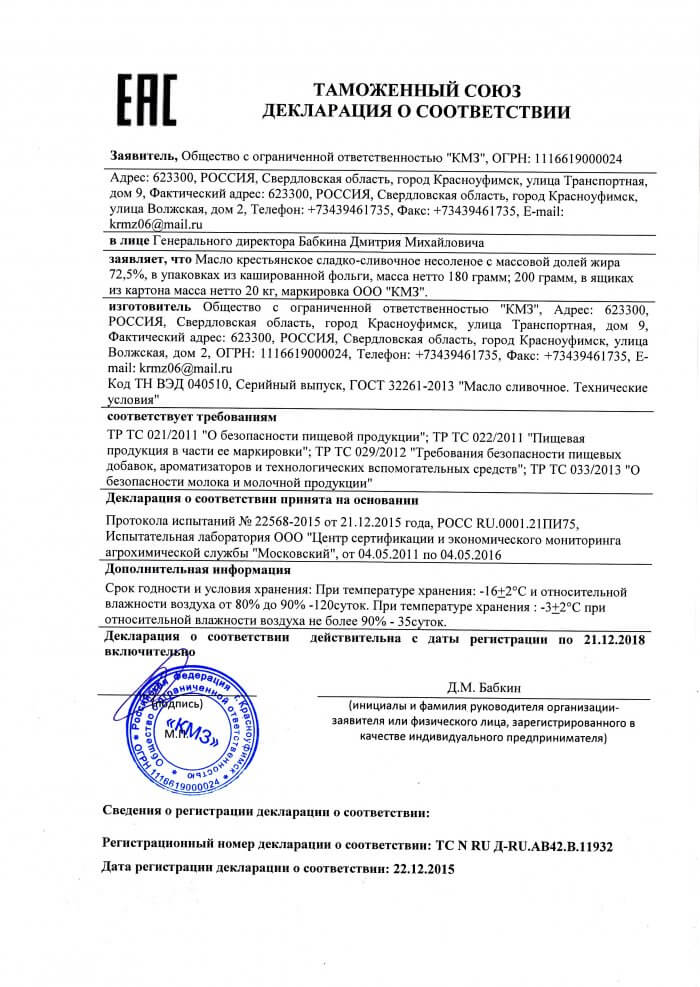 ЕАС
ТАМОЖЕННЫЙ СОЮЗ
ДЕКЛАРАЦИЯ О СООТВЕТСТВИИ
Заявитель, Общество с ограниченной ответственностью "КМЗ", ОГРН: 1116619000024
Адрес: 623300, РОССИЯ, Свердловская область, город Красноуфимск, улица Транспортная,
дом 9, Фактический адрес: 623300, РОССИЯ, Свердловская область, город Красноуфимск,
улица Волжская, дом 2, Телефон: +73439461735, Факс: +73439461735, E-mail:
krmz06@mail.ru
в лице Генерального директора Бабкина Дмитрия Михайловича
заявляет, что Масло крестьянское сладко-сливочное несоленое с массовой долей жира
72,5%, в упаковках из кашированной фольги, масса нетто 180 грамм; 200 грамм, в ящиках
из картона масса нетто 20 кг, маркировка ООО "КМЗ".
изготовитель Общество с ограниченной ответственностью "КМЗ", Адрес: 623300,
РОССИЯ, Свердловская область, город Красноуфимск, улица Транспортная, дом 9,
Фактический адрес: 623300, РОССИЯ, Свердловская область, город Красноуфимск, улица
Волжская, дом 2, ОГРН: 1116619000024, Телефон: +73439461735, Факс: +73439461735, E-
mail: krmz06@mail.ru
Код ТН ВЭД 040510, Серийный выпуск, ГОСТ 32261-2013 "Масло сливочное. Технические
условия"
соответствует требованиям
ТР ТС 021/2011 "О безопасности пищевой продукции"; ТР ТС 022/2011 "Пищевая
продукция в части ее маркировки"; ТР ТС 029/2012 "Требования безопасности пищевых
добавок, ароматизаторов и технологических вспомогательных средств"; ТР ТС 033/2013 "О
безопасности молока и молочной продукции"
Декларация о соответствии принята на основании
Протокола испытаний № 22568-2015 от 21.12.2015 года, РОСС RU.0001.21ПИ75,
Испытательная лаборатория ООО "Центр сертификации и экономического мониторинга
агрохимической службы "Московский", от 04.05.2011 по 04.05.2016
Дополнительная информация
Срок годности и условия хранения: При температуре хранения: -16±2°С и относительной
влажности воздуха от 80% до 90% -120суток. При температуре хранения : -3±2°С при
относительной влажности воздуха не более 90% - 35суток.
Декларация о соответствии действительна с даты регистрации по 21.12.2018
включительно
Д.М. Бабкин
(подпись)
М.П.
(инициалы и фамилия руководителя организации-
заявителя или физического лица, зарегистрированного в
качестве индивидуального предпринимателя)
Российская Федерация г. Красноуфимск
ОГРН 1116619000024
Общество с ограниченной ответственностью
«КМЗ»
Сведения о регистрации декларации о соответствии:
Регистрационный номер декларации о соответствии: ТС N RU Д-RU.АВ42.В.11932
Дата регистрации декларации о соответствии: 22.12.2015